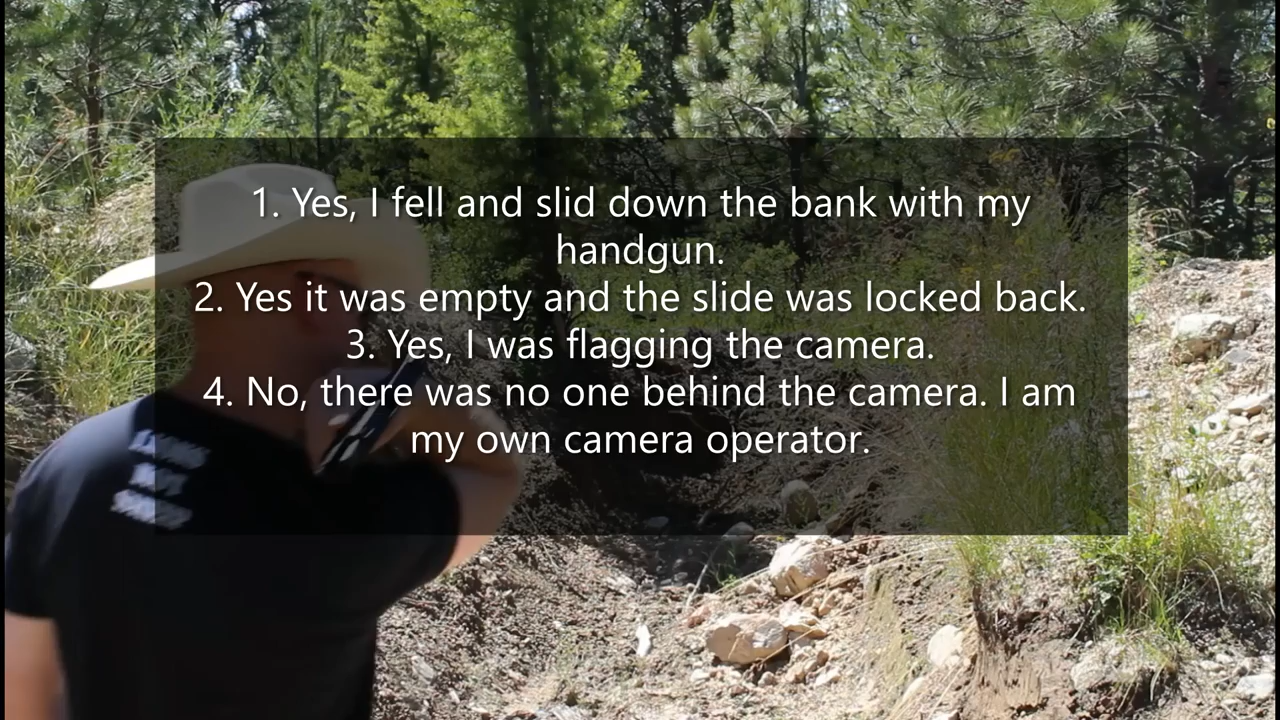 1. Yes, I fell and slid down the bank with my
handgun.
2. Yes it was empty and the slide was locked back.
3. Yes, I was flagging the camera.
4. No, there was no one behind the camera. I am
my own camera operator.